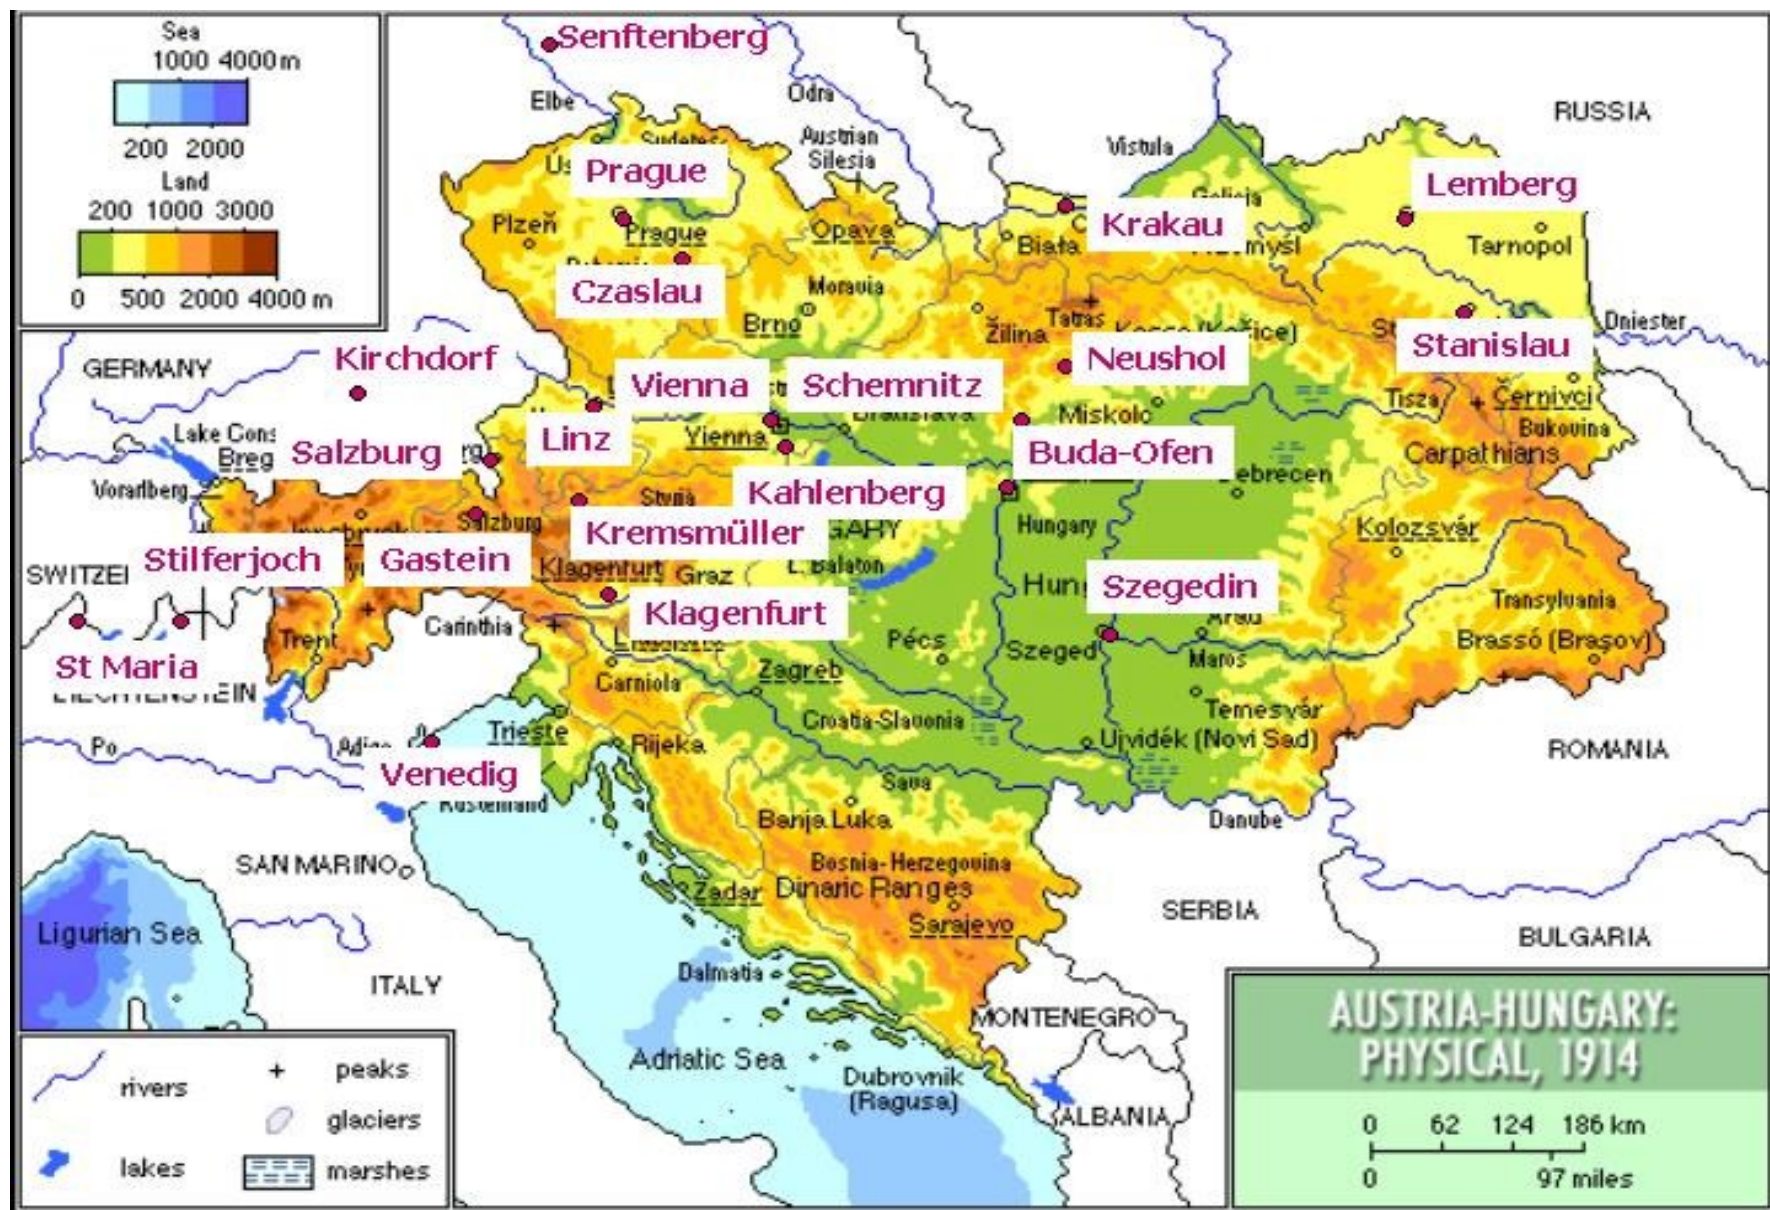 Sea
1000 4000 m
200 2000
Land
200 1000 3000
0 500 2000 4000 m
Senftenberg
Elbe
Odra
RUSSIA
Austrian
Silesia
Vistula
Prague
Lemberg
Krakau
Plzeň
Prague
Opava
Biała
Tarnopol
Czaslau
Moravia
Brno
Žilina
Tatras
Dniester
Stanislau
Kirchdorf
GERMANY
Neushol
Vienna
Schemnitz
Miskolc
Tisza
Černivci
Bukovina
Linz
Vienna
Salzburg
Buda-Ofen
Carpathians
Vorarlberg
Styria
Kahlenberg
Salzburg
Kremsmüller
Hungary
Kolozsvár
Stilferjoch
Gastein
Klagenfurt
Graz
L. Balaton
Szegedin
Transylvania
Klagenfurt
Carinthia
Trent
Pécs
Szeged
Arad
Brassó (Brașov)
St Maria
Zagreb
Maros
Carniola
Temesvár
Croatia-Slavonia
Trieste
Rijeka
Ujvidék (Novi Sad)
ROMANIA
Po
Venedig
Sava
Banja Luka
Danube
SAN MARINO
Bosnia-Herzegovina
Zadar
Dinaric Ranges
Sarajevo
SERBIA
BULGARIA
Ligurian Sea
ITALY
Dalmatia
MONTENEGRO
Adriatic Sea
Dubrovnik
(Ragusa)
ALBANIA
rivers
peaks
glaciers
lakes
marshes
AUSTRIA-HUNGARY:
PHYSICAL, 1914
0 62 124 186 km
0 97 miles